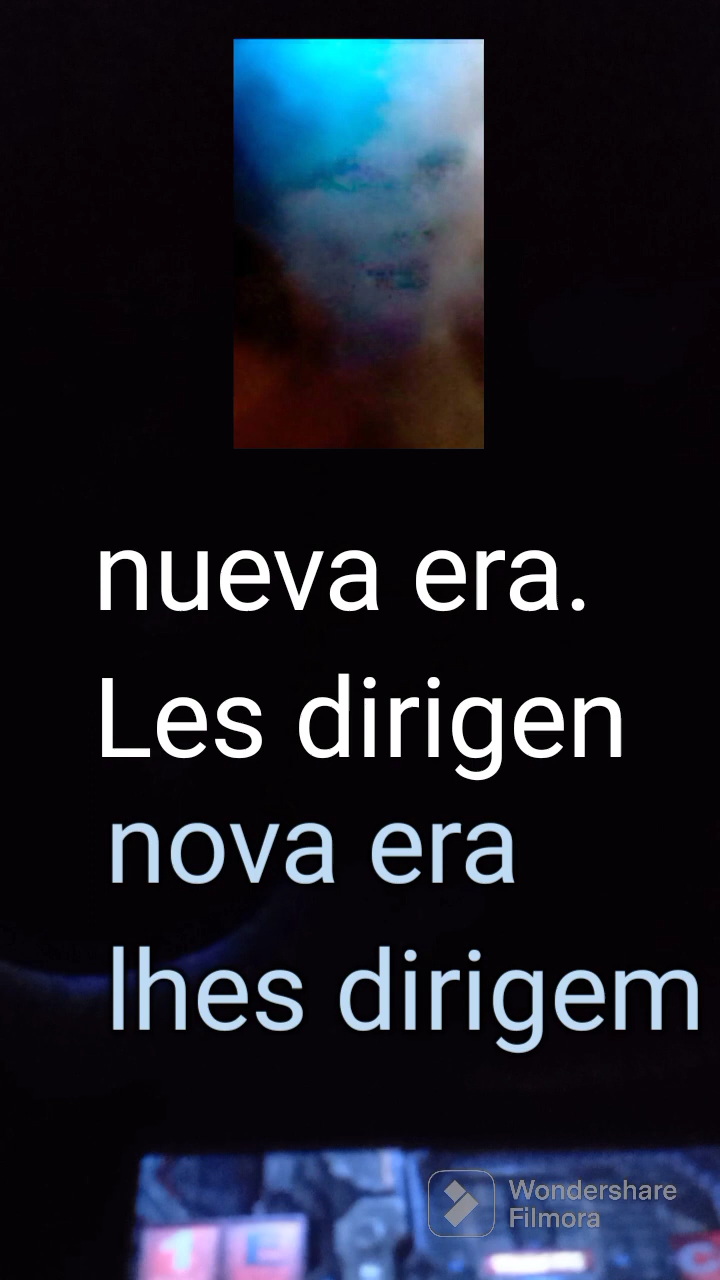 nueva era.
Les dirigen
nova era
lhes dirigem
Wondershare
Filmora